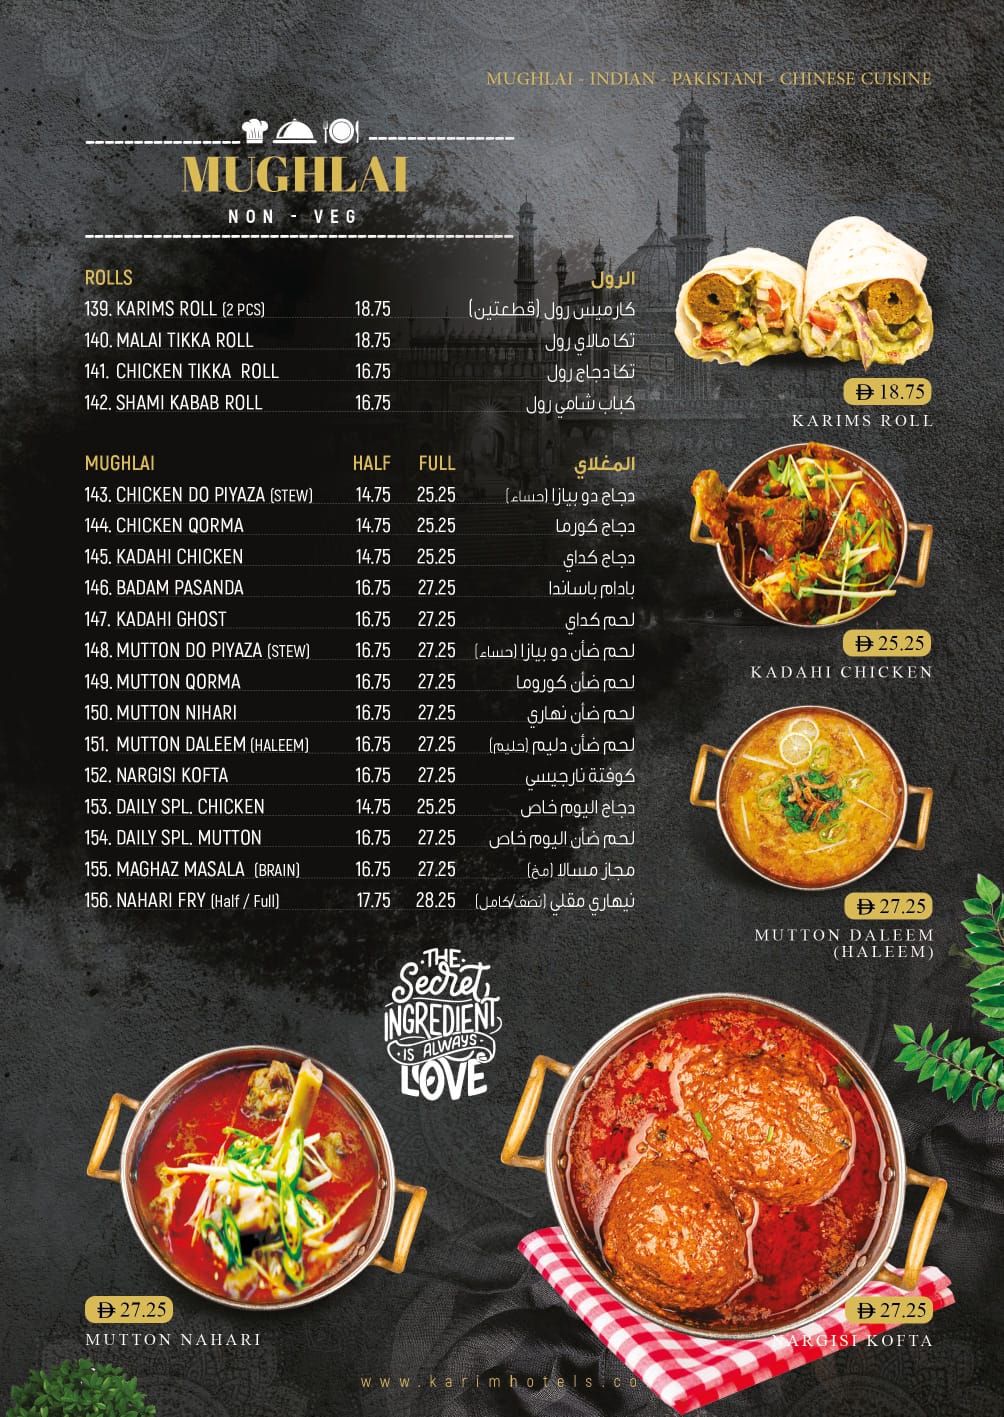 MUGHLAI - INDIAN - PAKISTANI - CHINESE CUISINE
MUGHLAI
NON - VEG
ROLLS الرول
139. KARIMS ROLL (2 PCS) 18.75 كارميس رول (قطعتين)
140. MALAI TIKKA ROLL 18.75 تكا مالاي رول
141. CHICKEN TIKKA ROLL 16.75 تكا دجاج رول
142. SHAMI KABAB ROLL 16.75 كباب شامي رول
MUGHLAI HALF FULL المغلاي
143. CHICKEN DO PIYAZA (STEW) 14.75 25.25 دجاج دو بيازا (حساء)
144. CHICKEN QORMA 14.75 25.25 دجاج كورما
145. KADAHI CHICKEN 14.75 25.25 دجاج كداي
146. BADAM PASANDA 16.75 27.25 بادام باساندا
147. KADAHI GHOST 16.75 27.25 لحم كداي
148. MUTTON DO PIYAZA (STEW) 16.75 27.25 لحم ضأن دو بيازا (حساء)
149. MUTTON QORMA 16.75 27.25 لحم ضأن كوروما
150. MUTTON NIHARI 16.75 27.25 لحم ضأن نهاري
151. MUTTON DALEEM (HALEEM) 16.75 27.25 لحم ضأن دليم (حليم)
152. NARGISI KOFTA 16.75 27.25 كوفتة نارجيسي
153. DAILY SPL. CHICKEN 14.75 25.25 دجاج اليوم خاص
154. DAILY SPL. MUTTON 16.75 27.25 لحم ضأن اليوم خاص
155. MAGHAZ MASALA (BRAIN) 16.75 27.25 مجاز مسالا (مخ)
156. NAHARI FRY (Half / Full) 17.75 28.25 نيهاري مقلي (نصف/كامل)
18.75
KARIMS ROLL
25.25
KADAHI CHICKEN
27.25
MUTTON DALEEM
(HALEEM)
THE
Secret
INGREDIENT
IS ALWAYS
LOVE
27.25
MUTTON NAHARI
27.25
NARGISI KOFTA
www.karimhotels.co